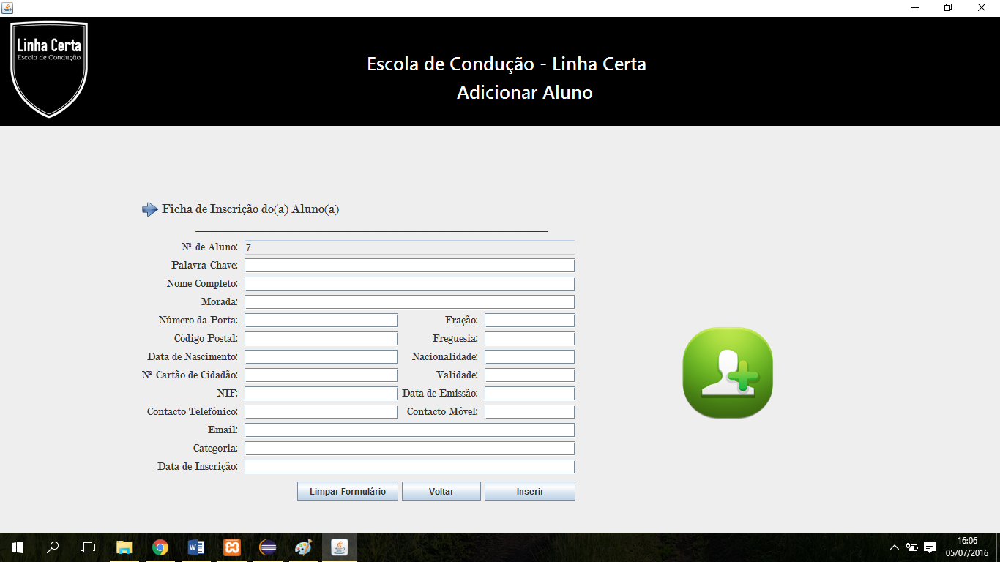 Linha Certa
Escola de Condução
Escola de Condução - Linha Certa
Adicionar Aluno
Ficha de Inscrição do(a) Aluno(a)
Nº de Aluno: 7
Palavra-Chave:
Nome Completo:
Morada:
Número da Porta: Fração:
Código Postal: Freguesia:
Data de Nascimento: Nacionalidade:
Nº Cartão de Cidadão: Validade:
NIF: Data de Emissão:
Contacto Telefónico: Contacto Móvel:
Email:
Categoria:
Data de Inscrição:
Limpar Formulário Voltar Inserir
16:06
05/07/2016